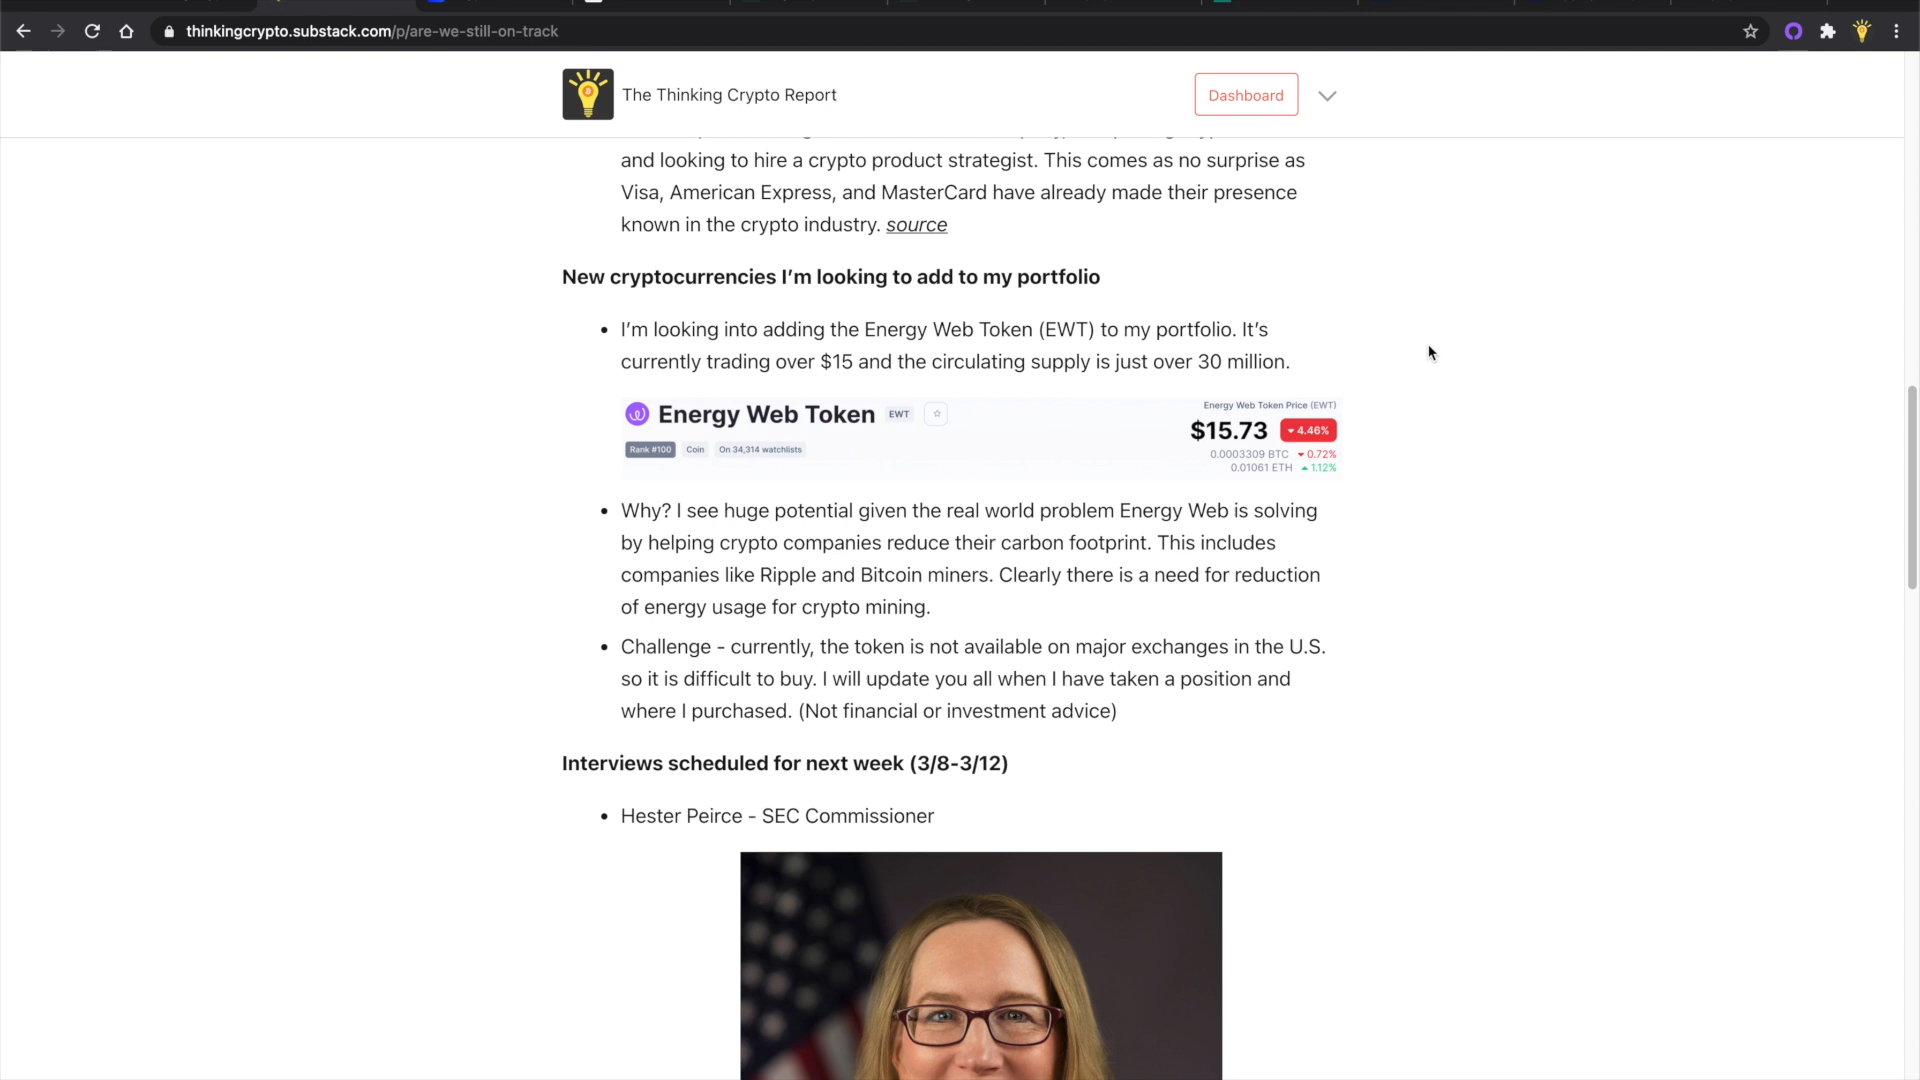 thinkingcrypto.substack.com/p/are-we-still-on-track
The Thinking Crypto Report
Dashboard
and looking to hire a crypto product strategist. This comes as no surprise as
Visa, American Express, and MasterCard have already made their presence
known in the crypto industry. source
New cryptocurrencies I’m looking to add to my portfolio
• I’m looking into adding the Energy Web Token (EWT) to my portfolio. It’s
currently trading over $15 and the circulating supply is just over 30 million.
Energy Web Token EWT
Rank #100 Coin On 34,314 watchlists
Energy Web Token Price (EWT)
$15.73 4.46%
0.0003309 BTC 0.72%
0.01061 ETH 1.12%
• Why? I see huge potential given the real world problem Energy Web is solving
by helping crypto companies reduce their carbon footprint. This includes
companies like Ripple and Bitcoin miners. Clearly there is a need for reduction
of energy usage for crypto mining.
• Challenge - currently, the token is not available on major exchanges in the U.S.
so it is difficult to buy. I will update you all when I have taken a position and
where I purchased. (Not financial or investment advice)
Interviews scheduled for next week (3/8-3/12)
• Hester Peirce - SEC Commissioner